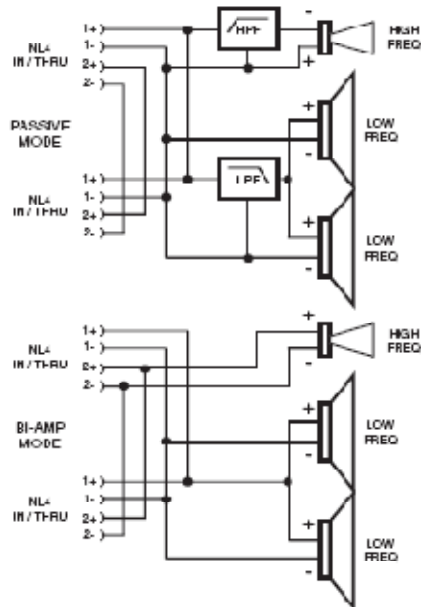 1+
1-
2+
2-
NL4
IN / THRU
HPF
-
+
HIGH
FREQ
PASSIVE
MODE
+
-
LOW
FREQ
NL4
IN / THRU
1+
1-
2+
2-
LPF
+
-
LOW
FREQ
NL4
IN / THRU
1+
1-
2+
2-
+
-
HIGH
FREQ
BI-AMP
MODE
+
-
LOW
FREQ
NL4
IN / THRU
1+
1-
2+
2-
+
-
LOW
FREQ